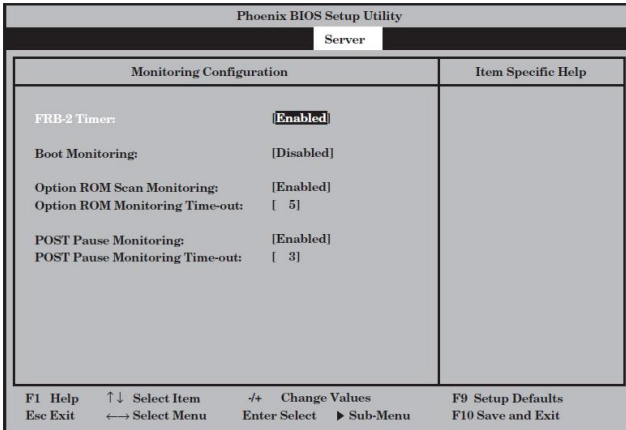 Phoenix BIOS Setup Utility
Server
Monitoring Configuration
Item Specific Help
FRB-2 Timer: [Enabled]
Boot Monitoring: [Disabled]
Option ROM Scan Monitoring: [Enabled]
Option ROM Monitoring Time-out: [ 5]
POST Pause Monitoring: [Enabled]
POST Pause Monitoring Time-out: [ 3]
F1 Help ↑↓ Select Item -/+ Change Values F9 Setup Defaults
Esc Exit ←→ Select Menu Enter Select ▶ Sub-Menu F10 Save and Exit